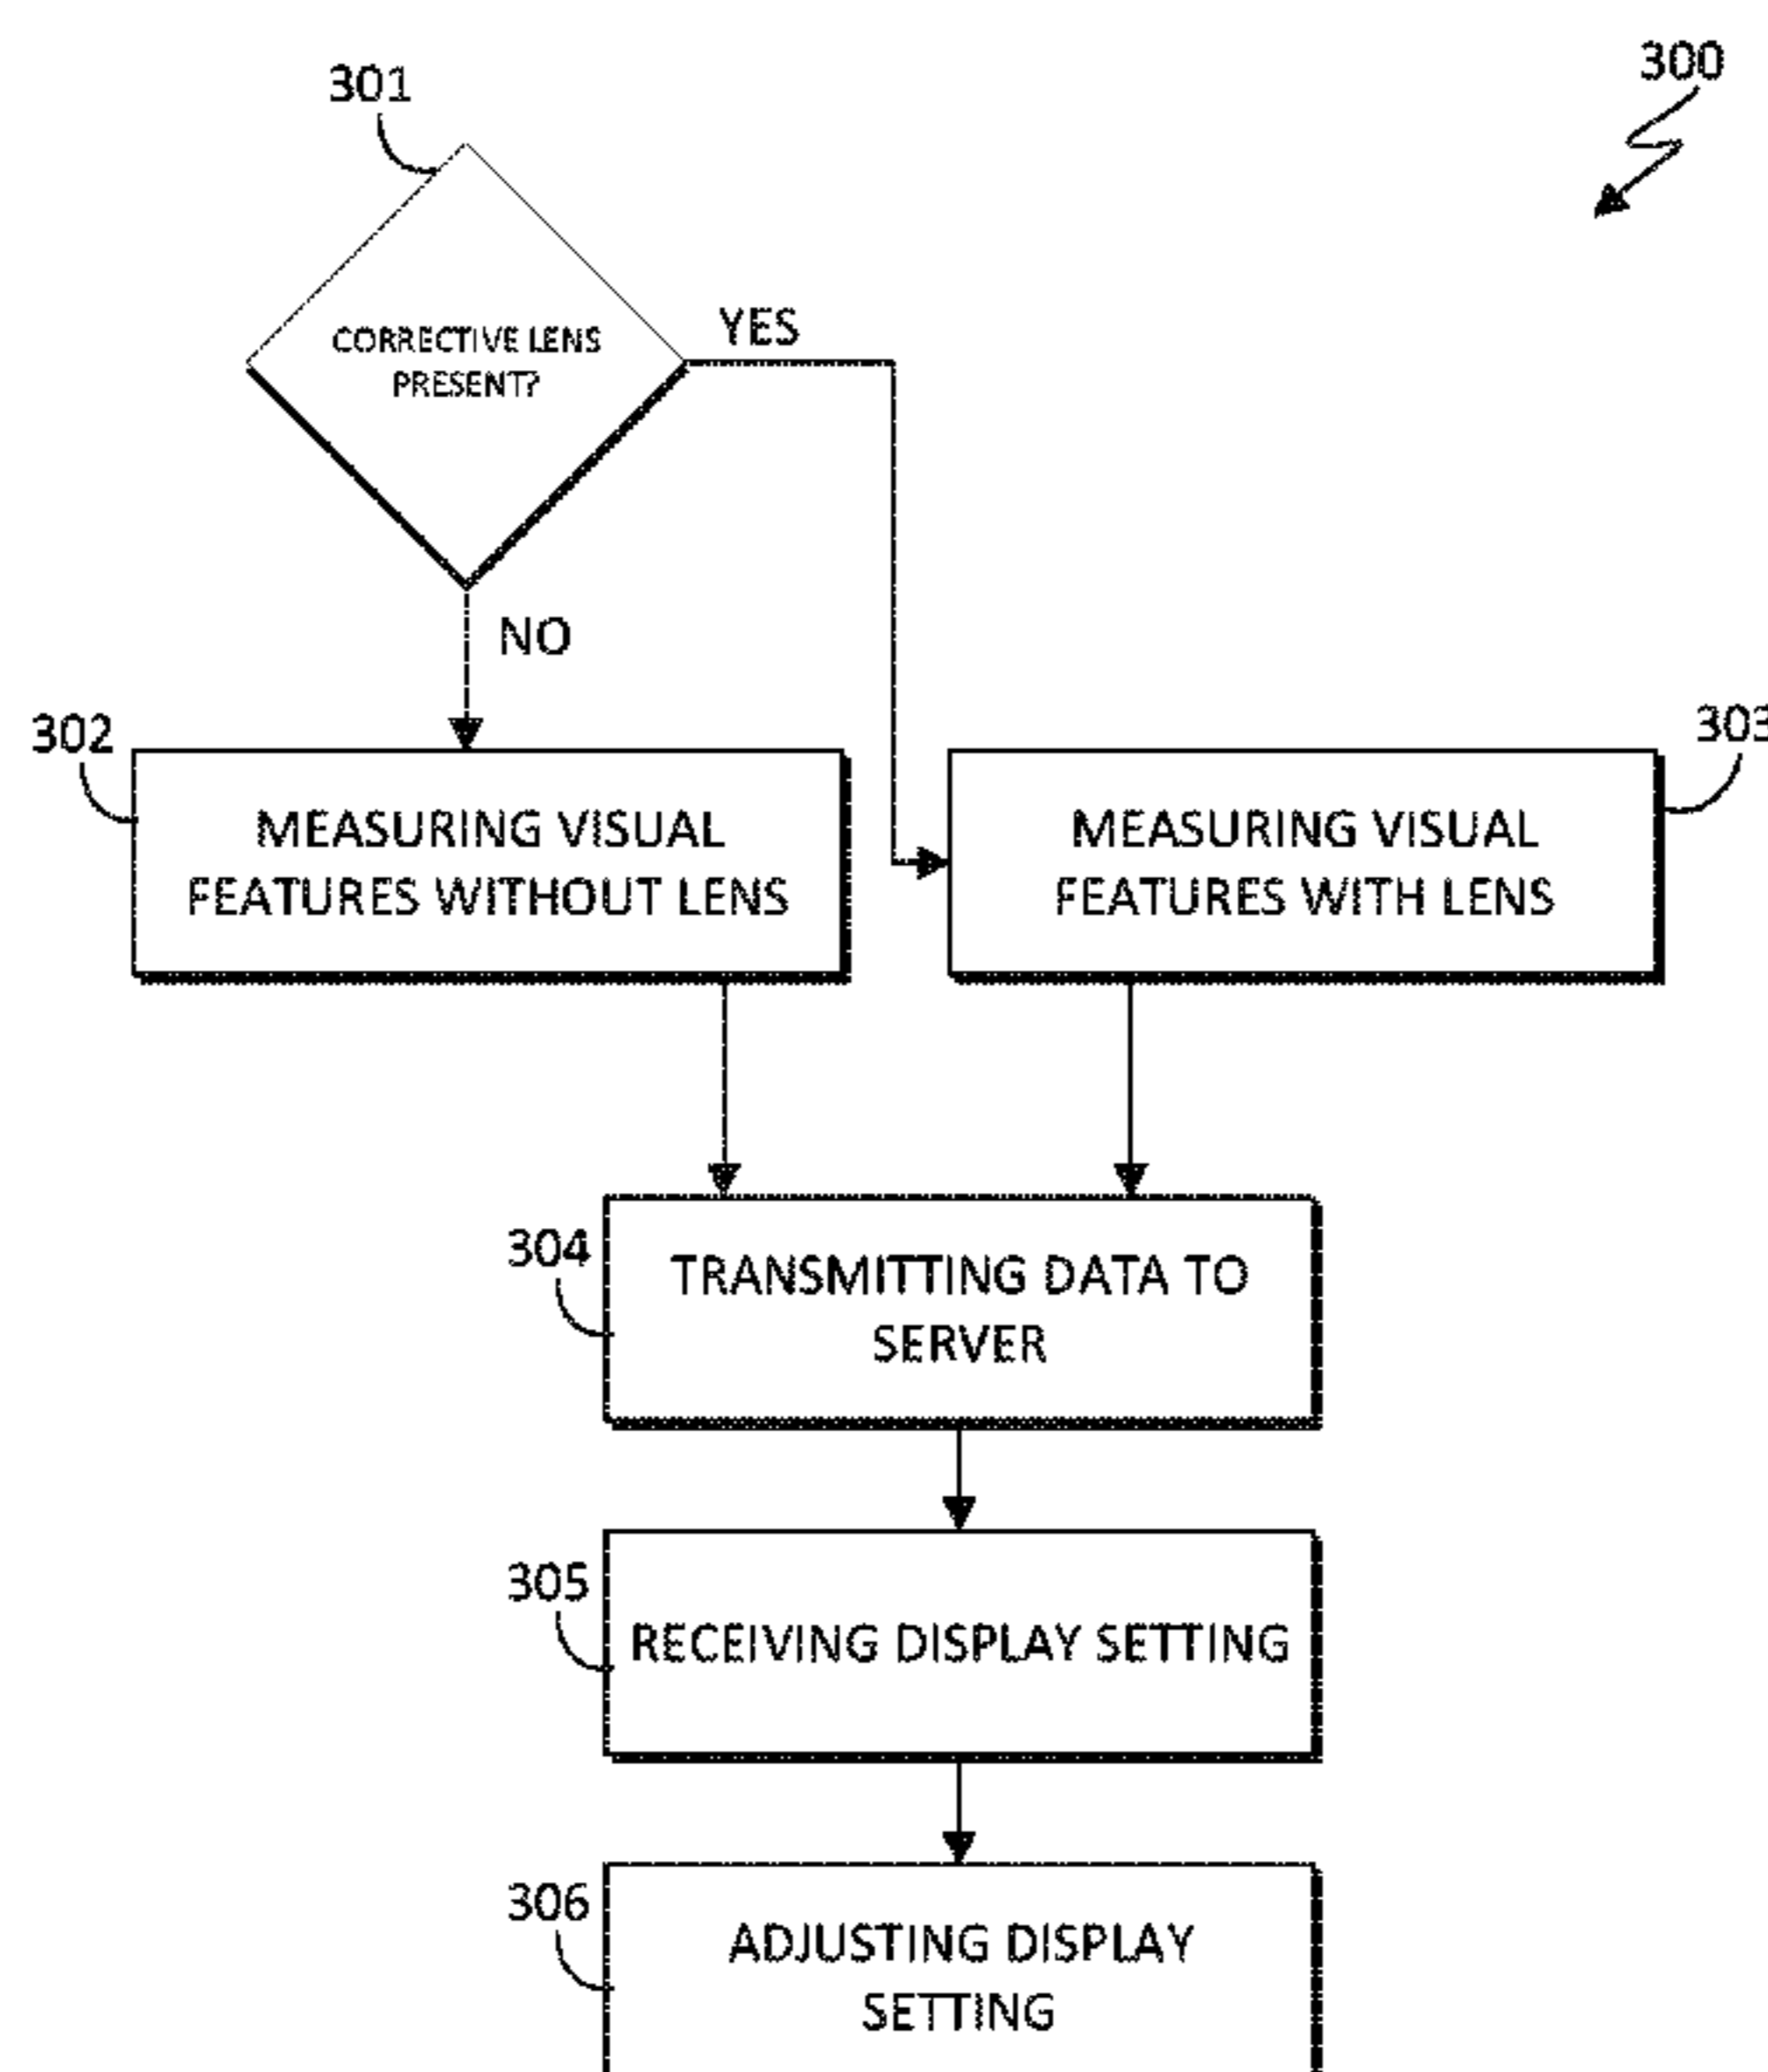 300
301
CORRECTIVE LENS
PRESENT?
YES
NO
302
303
MEASURING VISUAL
FEATURES WITHOUT LENS
MEASURING VISUAL
FEATURES WITH LENS
304
TRANSMITTING DATA TO
SERVER
305
RECEIVING DISPLAY SETTING
306
ADJUSTING DISPLAY
SETTING